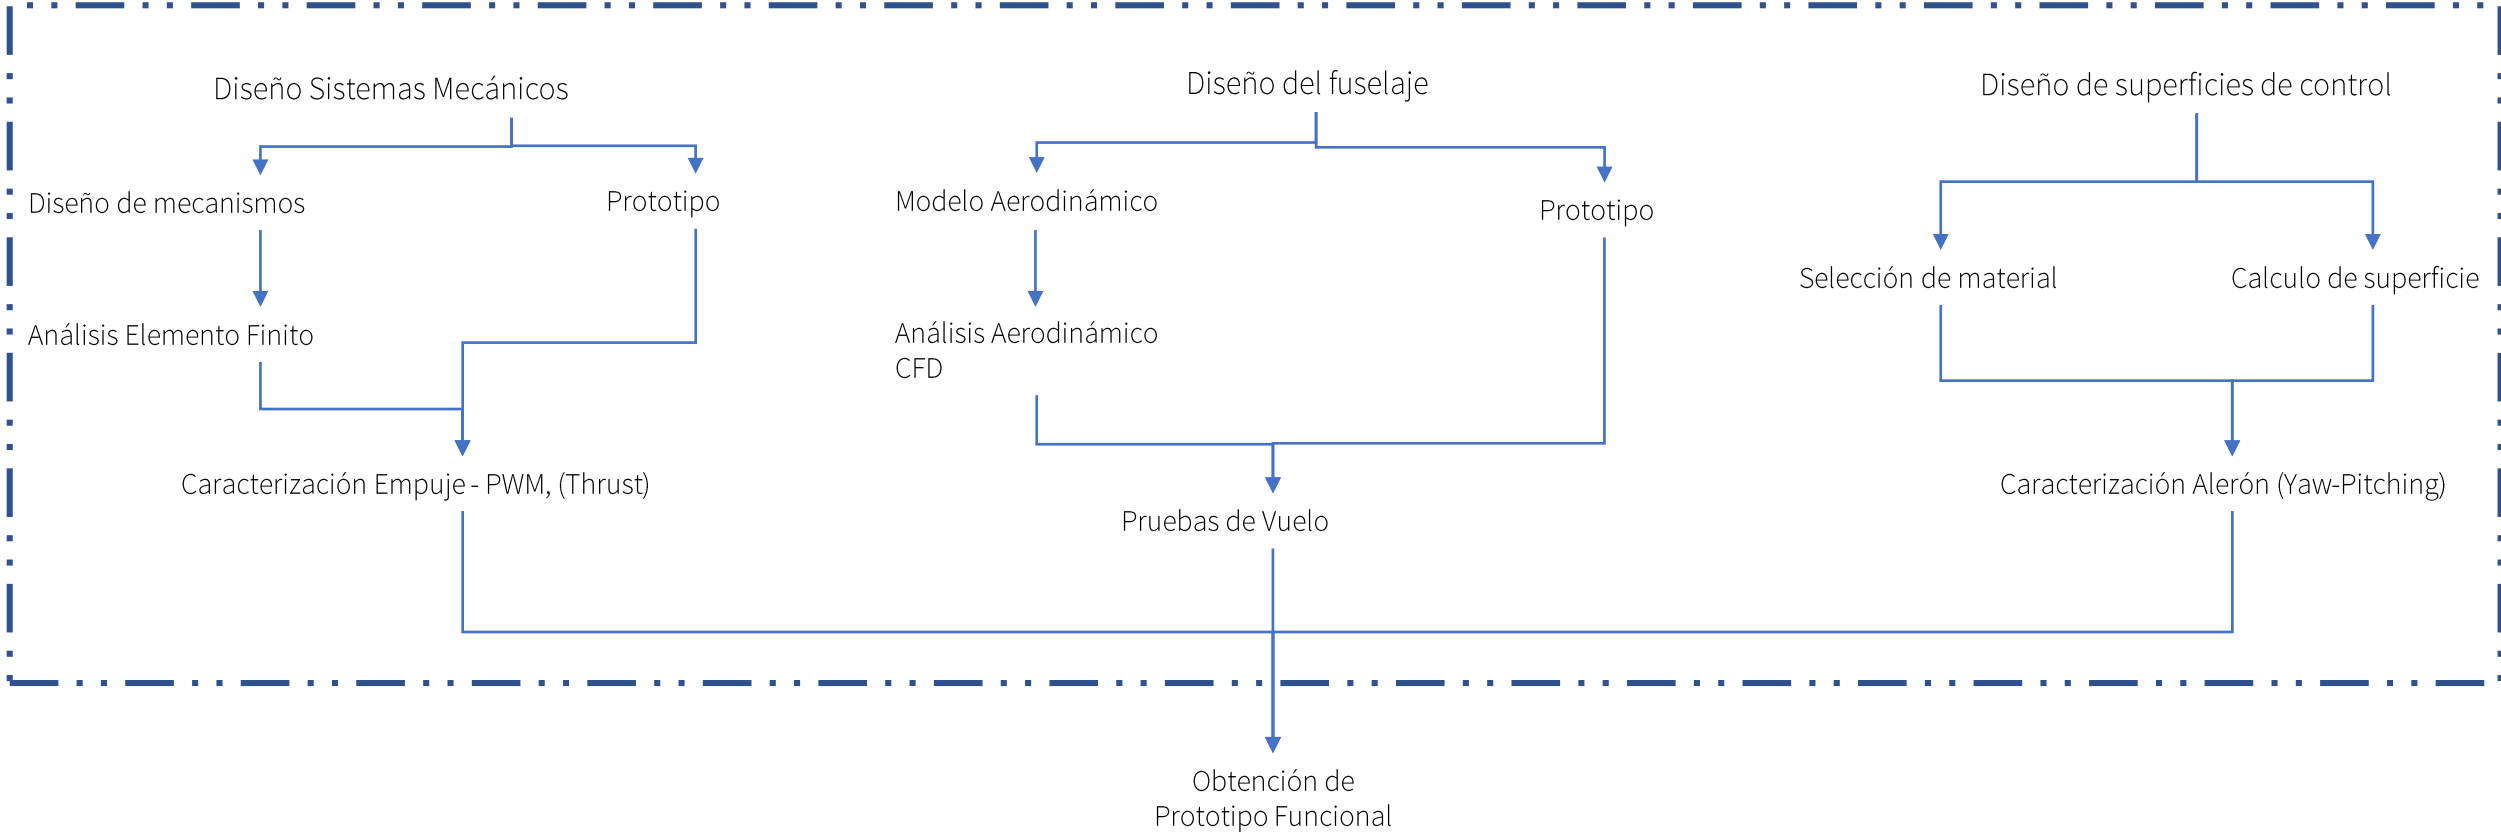 Diseño Sistemas Mecánicos
Diseño del fuselaje
Diseño de superficies de control
Diseño de mecanismos
Prototipo
Modelo Aerodinámico
Prototipo
Selección de material
Calculo de superficie
Análisis Elemento Finito
Análisis Aerodinámico
CFD
Caracterización Empuje - PWM, (Thrust)
Pruebas de Vuelo
Caracterización Alerón (Yaw-Pitching)
Obtención de
Prototipo Funcional